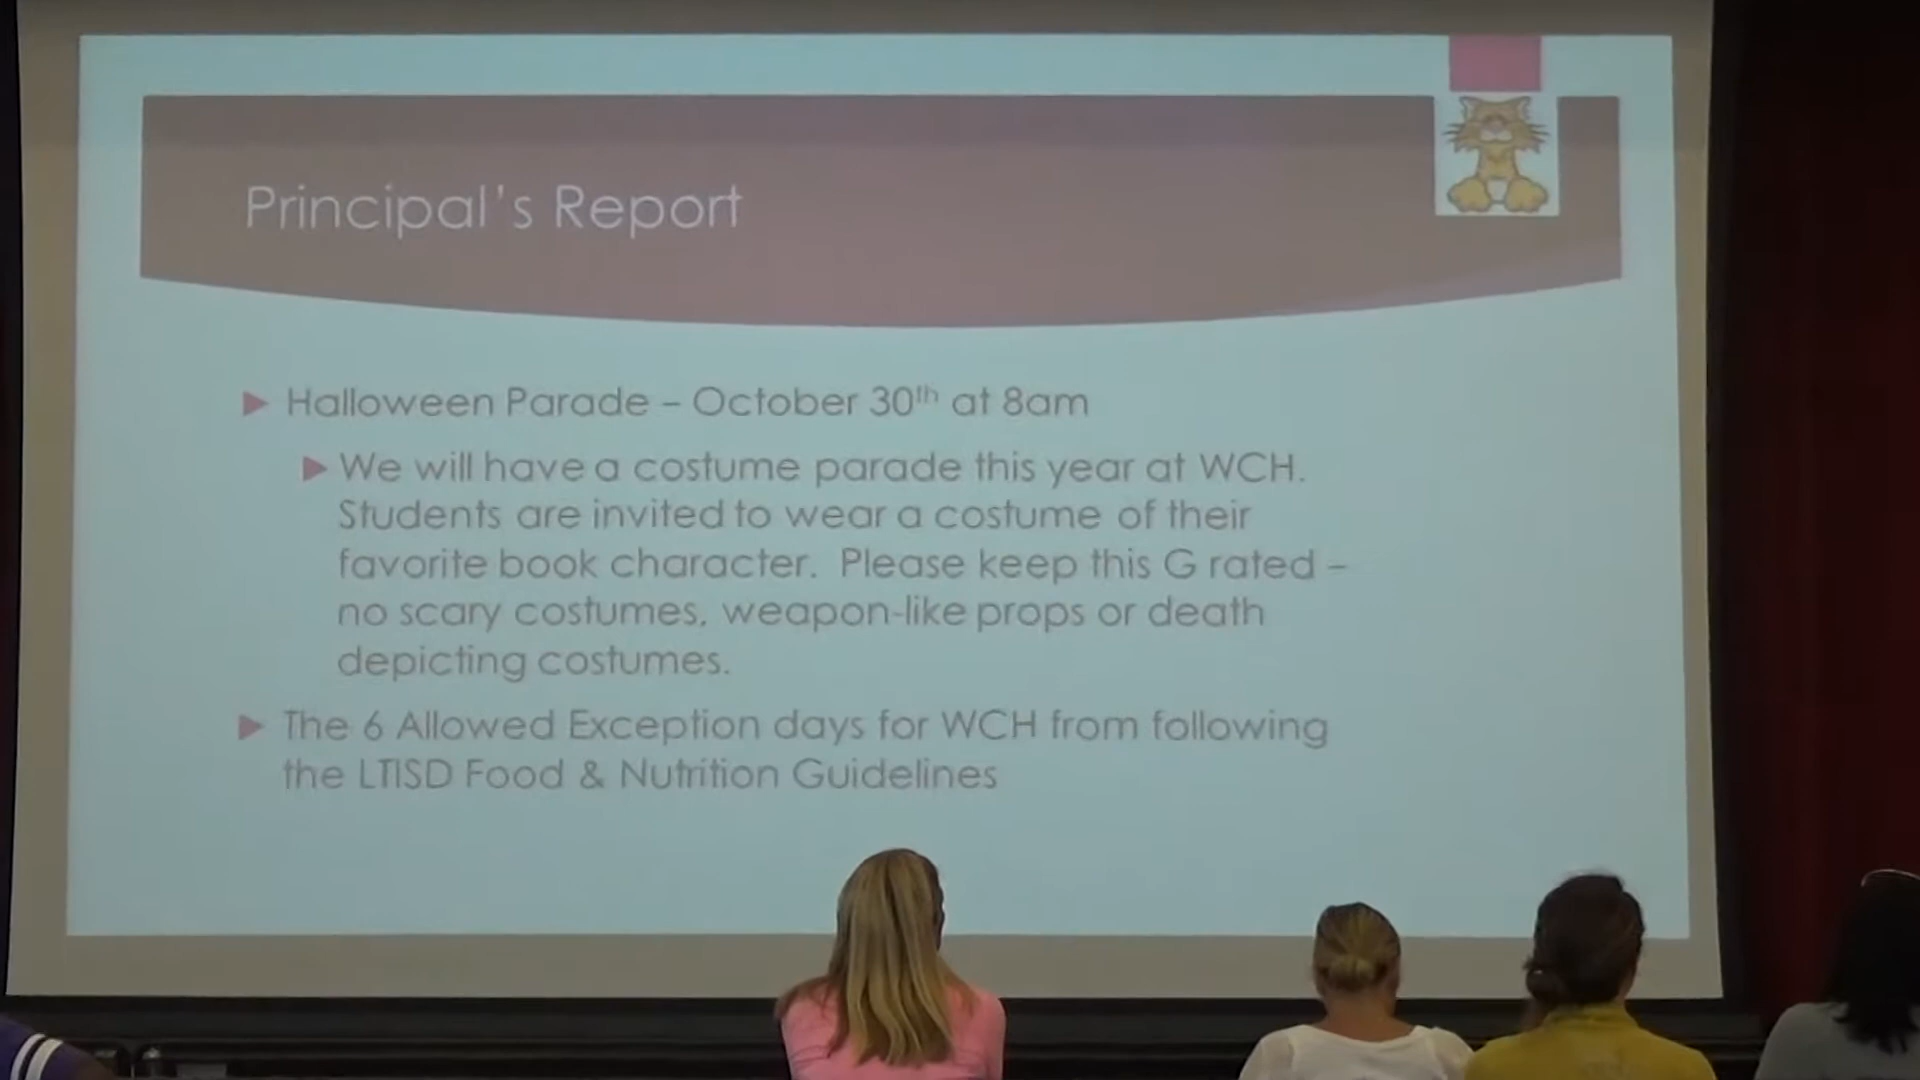 Principal's Report
Halloween Parade – October 30th at 8am
We will have a costume parade this year at WCH.
Students are invited to wear a costume of their
favorite book character.  Please keep this G rated –
no scary costumes, weapon-like props or death
depicting costumes.
The 6 Allowed Exception days for WCH from following
the LTISD Food & Nutrition Guidelines